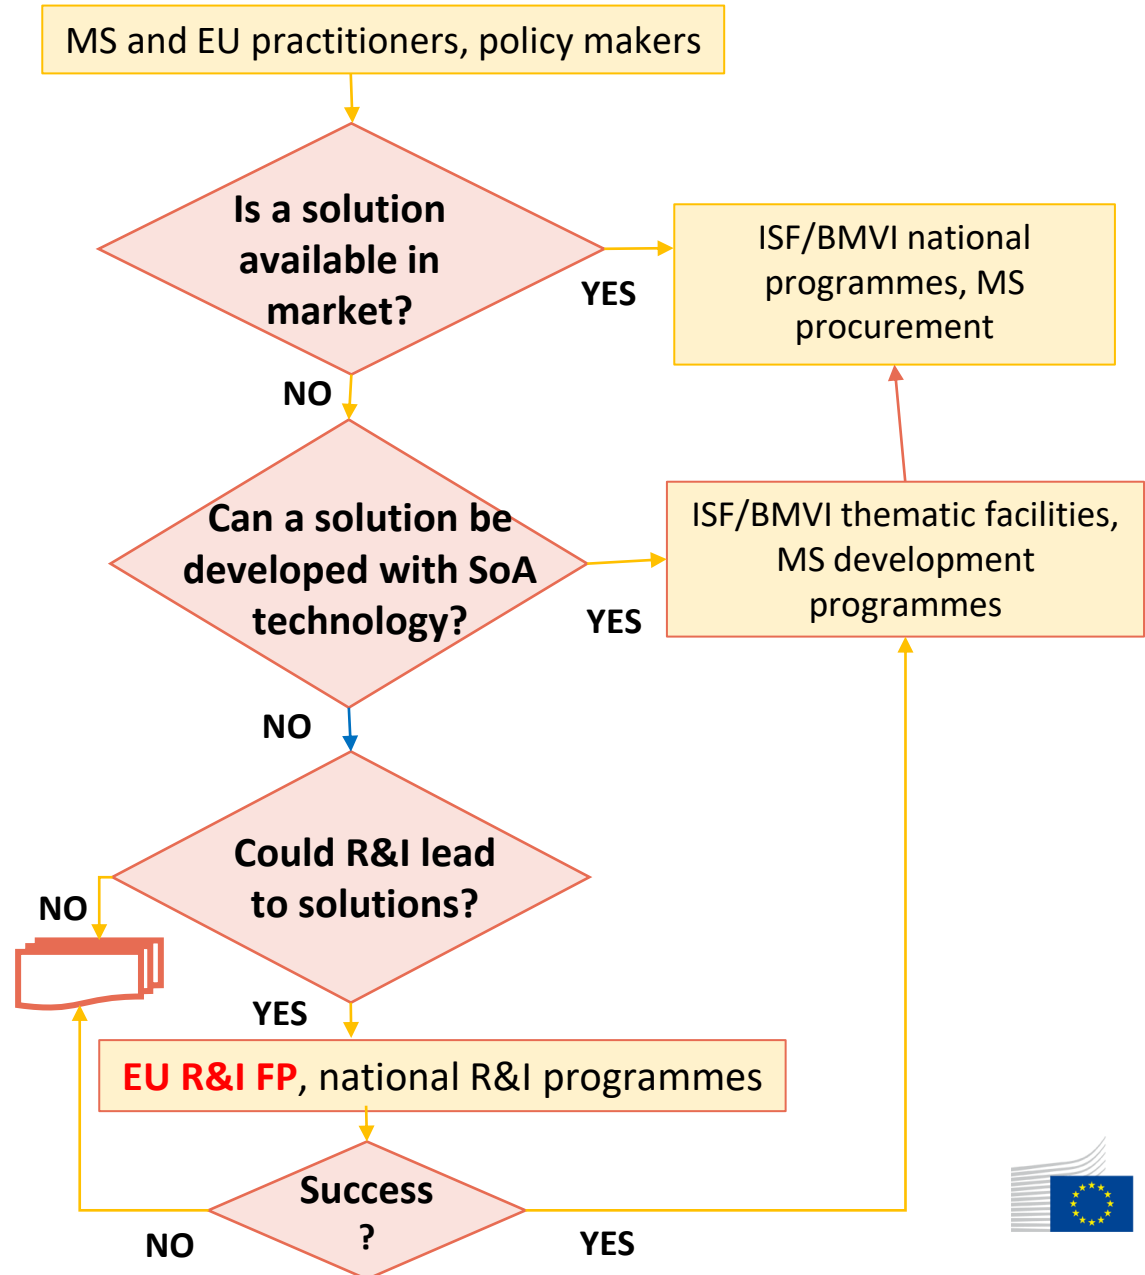 MS and EU practitioners, policy makers
Is a solution
available in
market?
YES
ISF/BMVI national
programmes, MS
procurement
NO
Can a solution be
developed with SoA
technology?
YES
ISF/BMVI thematic facilities,
MS development
programmes
NO
Could R&I lead
to solutions?
NO
YES
EU R&I FP, national R&I programmes
Success
?
NO
YES